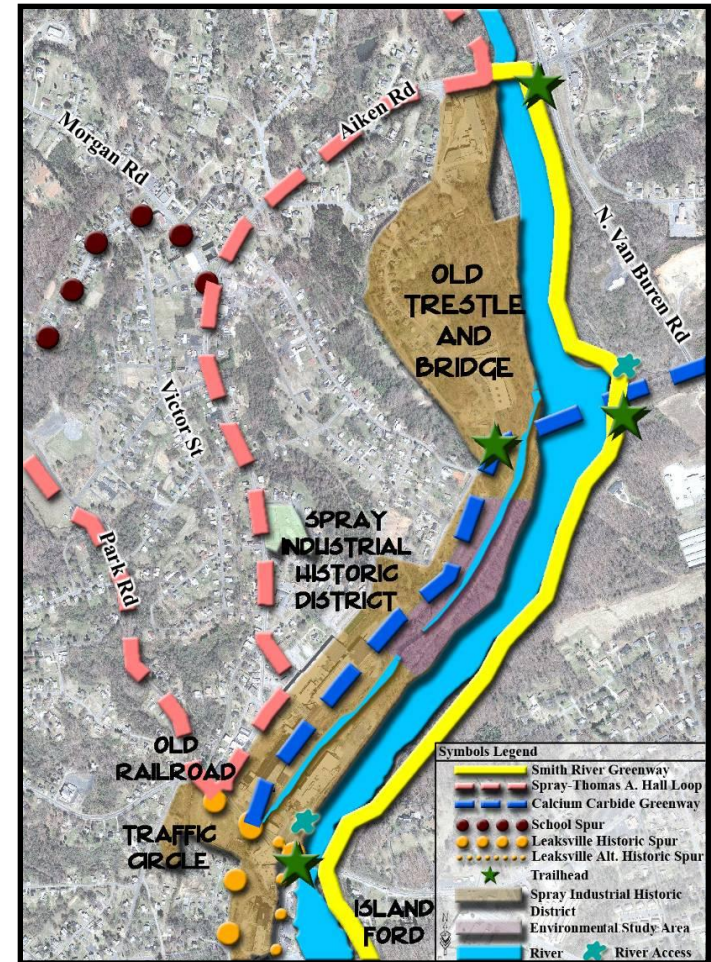 Aiken Rd
Morgan Rd
N. Van Buren Rd
OLD
TRESTLE
AND
BRIDGE
Victor St
SPRAY
INDUSTRIAL
HISTORIC
DISTRICT
Park Rd
OLD
RAILROAD
TRAFFIC
CIRCLE
ISLAND
FORD
Symbols Legend
Smith River Greenway
Spray-Thomas A. Hall Loop
Calcium Carbide Greenway
School Spur
Leaksville Historic Spur
Leaksville Alt. Historic Spur
Trailhead
Spray Industrial Historic
District
Environmental Study Area
River River Access